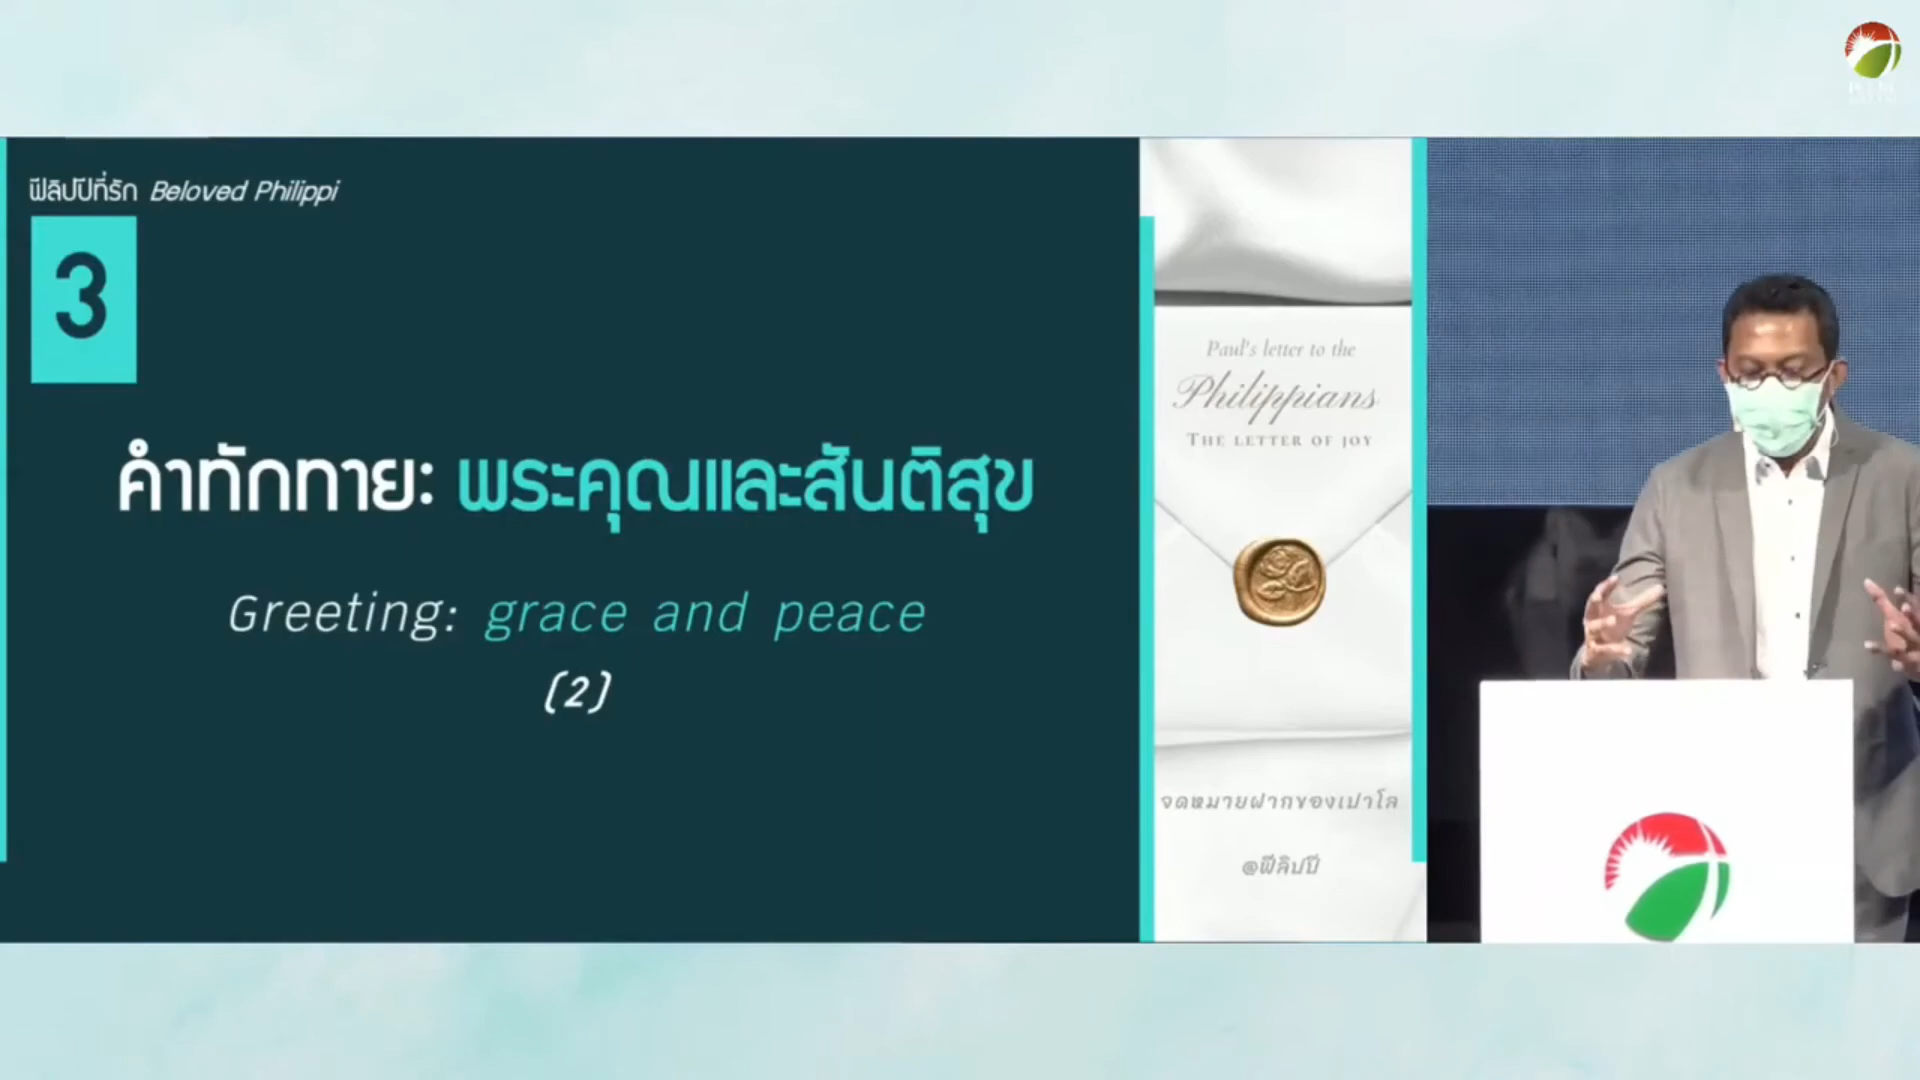 ฟีลิปปีที่รัก Beloved Philippi
3
คำทักทาย: พระคุณและสันติสุข
Greeting: grace and peace
(2)
Paul's letter to the
Philippians
THE LETTER OF JOY
จดหมายฝากของเปาโล
@ฟีลิปปี